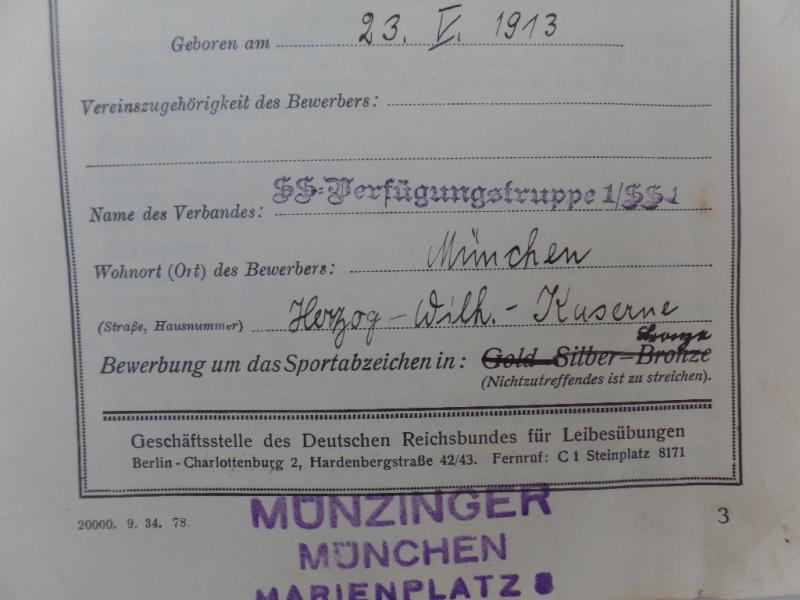 Geboren am 23. V. 1913
Vereinszugehörigkeit des Bewerbers:
Name des Verbandes: SS-Verfügungstruppe 1/SS 1
Wohnort (Ort) des Bewerbers: München
(Straße, Hausnummer) Herzog-Wilh.-Kaserne
bronze
Bewerbung um das Sportabzeichen in: Gold–Silber–Bronze
(Nichtzutreffendes ist zu streichen).
Geschäftsstelle des Deutschen Reichsbundes für Leibesübungen
Berlin-Charlottenburg 2, Hardenbergstraße 42/43. Fernruf: C 1 Steinplatz 8171
MÜNZINGER
20000. 9. 34. 78. 3
MÜNCHEN
MARIENPLATZ 8